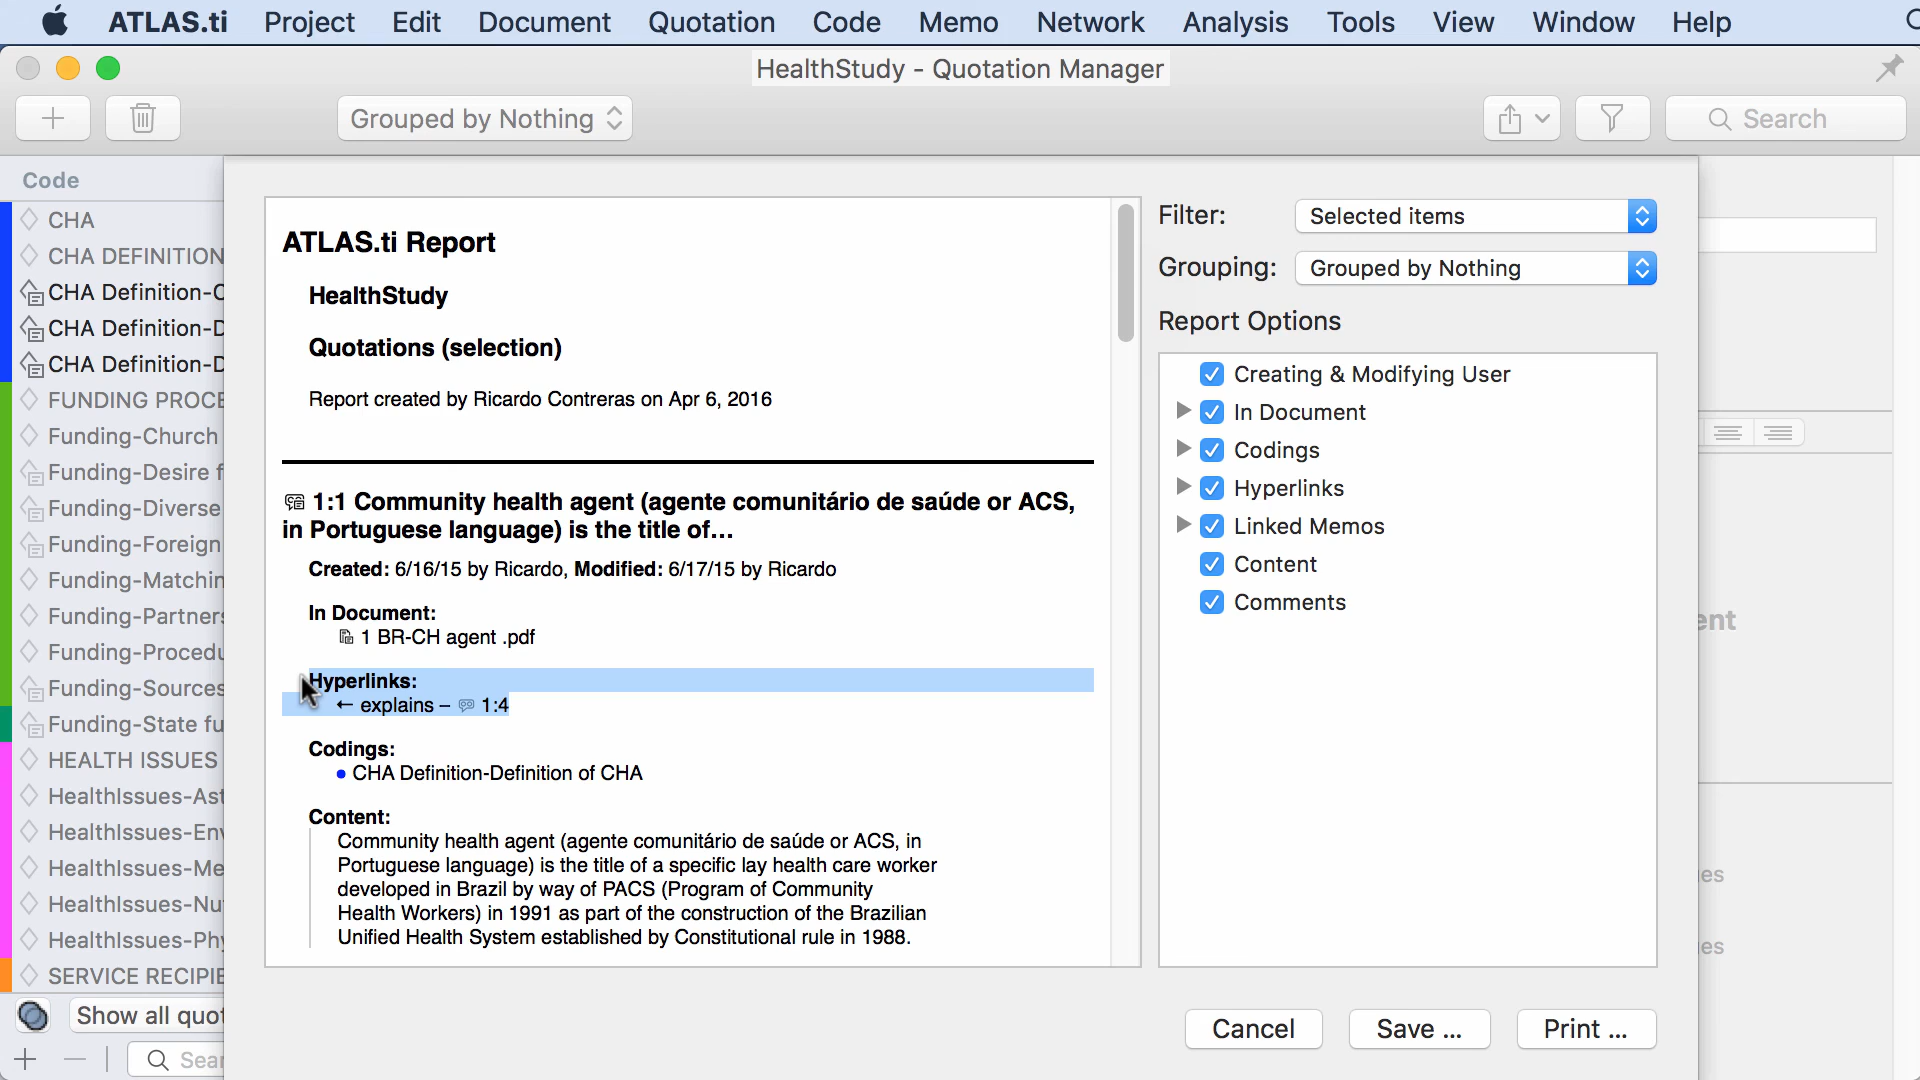 ATLAS.ti Project Edit Document Quotation Code Memo Network Analysis Tools View Window Help
HealthStudy - Quotation Manager
Grouped by Nothing
Search
Code
CHA
CHA DEFINITION
CHA Definition-
CHA Definition-D
CHA Definition-D
FUNDING PROCE
Funding-Church
Funding-Desire f
Funding-Diverse
Funding-Foreign
Funding-Matchin
Funding-Partners
Funding-Procedu
Funding-Sources
Funding-State fu
HEALTH ISSUES
HealthIssues-Ast
HealthIssues-Env
HealthIssues-Me
HealthIssues-Nu
HealthIssues-Phy
SERVICE RECIPIE
Show all quot
Sear
ATLAS.ti Report
HealthStudy
Quotations (selection)
Report created by Ricardo Contreras on Apr 6, 2016
1:1 Community health agent (agente comunitário de saúde or ACS,
in Portuguese language) is the title of...
Created: 6/16/15 by Ricardo, Modified: 6/17/15 by Ricardo
In Document:
1 BR-CH agent .pdf
Hyperlinks:
← explains – 1:4
Codings:
• CHA Definition-Definition of CHA
Content:
Community health agent (agente comunitário de saúde or ACS, in
Portuguese language) is the title of a specific lay health care worker
developed in Brazil by way of PACS (Program of Community
Health Workers) in 1991 as part of the construction of the Brazilian
Unified Health System established by Constitutional rule in 1988.
Filter: Selected items
Grouping: Grouped by Nothing
Report Options
Creating & Modifying User
In Document
Codings
Hyperlinks
Linked Memos
Content
Comments
Cancel Save ... Print ...
ent
es
es